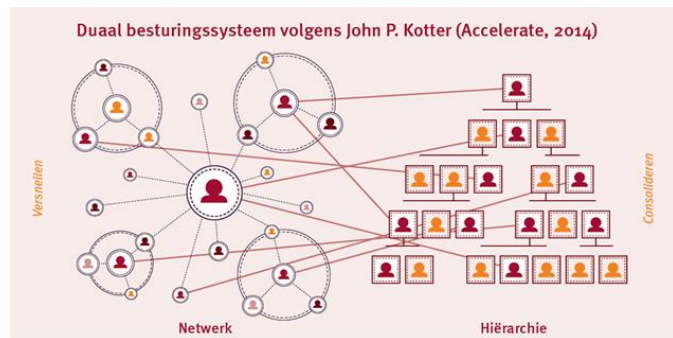 Duaal besturingssysteem volgens John P. Kotter (Accelerate, 2014)
Versnellen
Consolideren
Netwerk
Hiërarchie